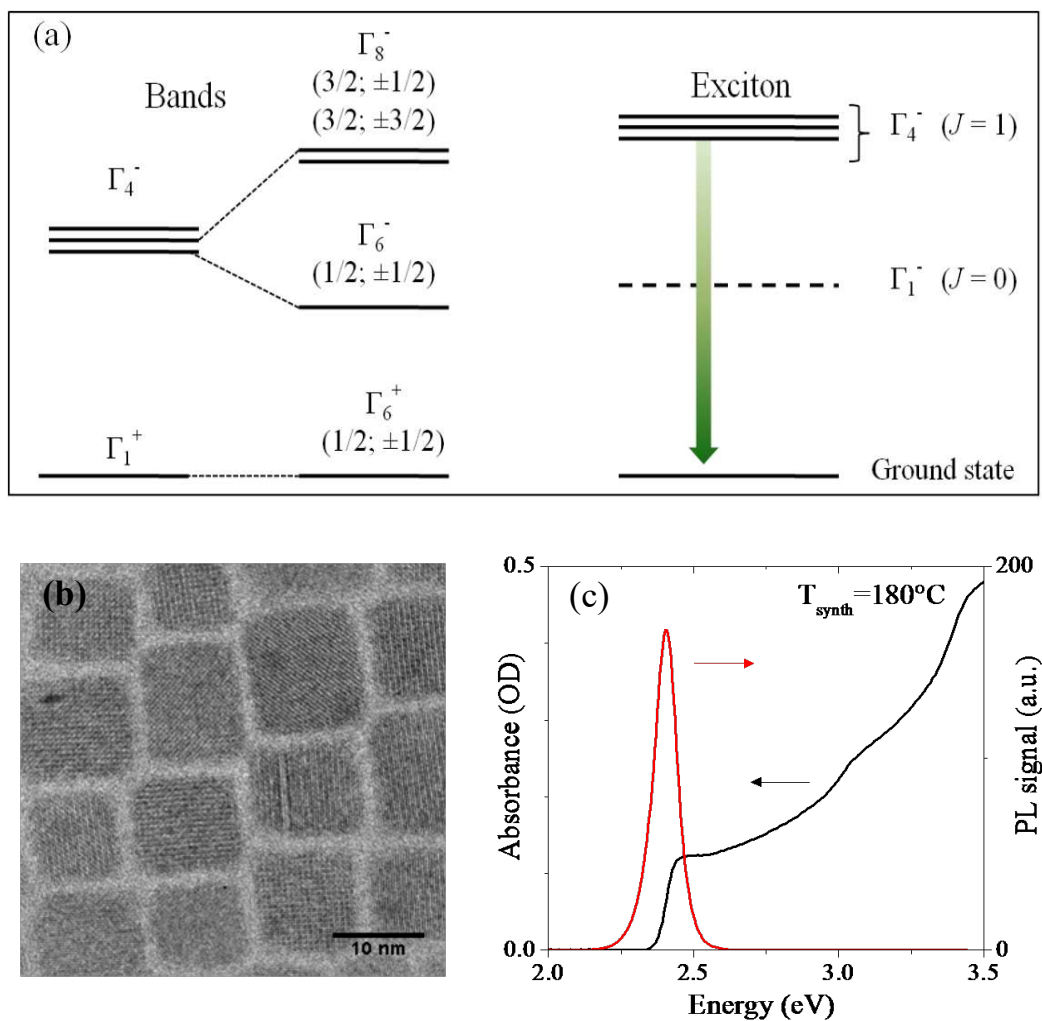 (a)
Bands
Γ4-
Γ8-
(3/2; ±1/2)
(3/2; ±3/2)
Γ6-
(1/2; ±1/2)
Γ1+
Γ6+
(1/2; ±1/2)
Exciton
Γ4- (J = 1)
Γ1- (J = 0)
Ground state
(b)
10 nm
(c)
Tsynth=180°C
0.5
0.0
Absorbance (OD)
200
0
PL signal (a.u.)
2.0 2.5 3.0 3.5
Energy (eV)